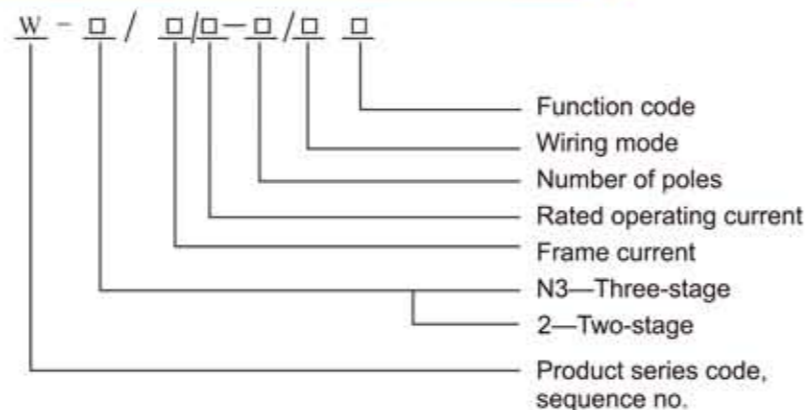 W - □ / □/□-□/□ □
Function code
Wiring mode
Number of poles
Rated operating current
Frame current
N3—Three-stage
2—Two-stage
Product series code,
sequence no.